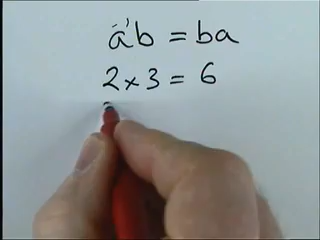 ab = ba
2 × 3 = 6